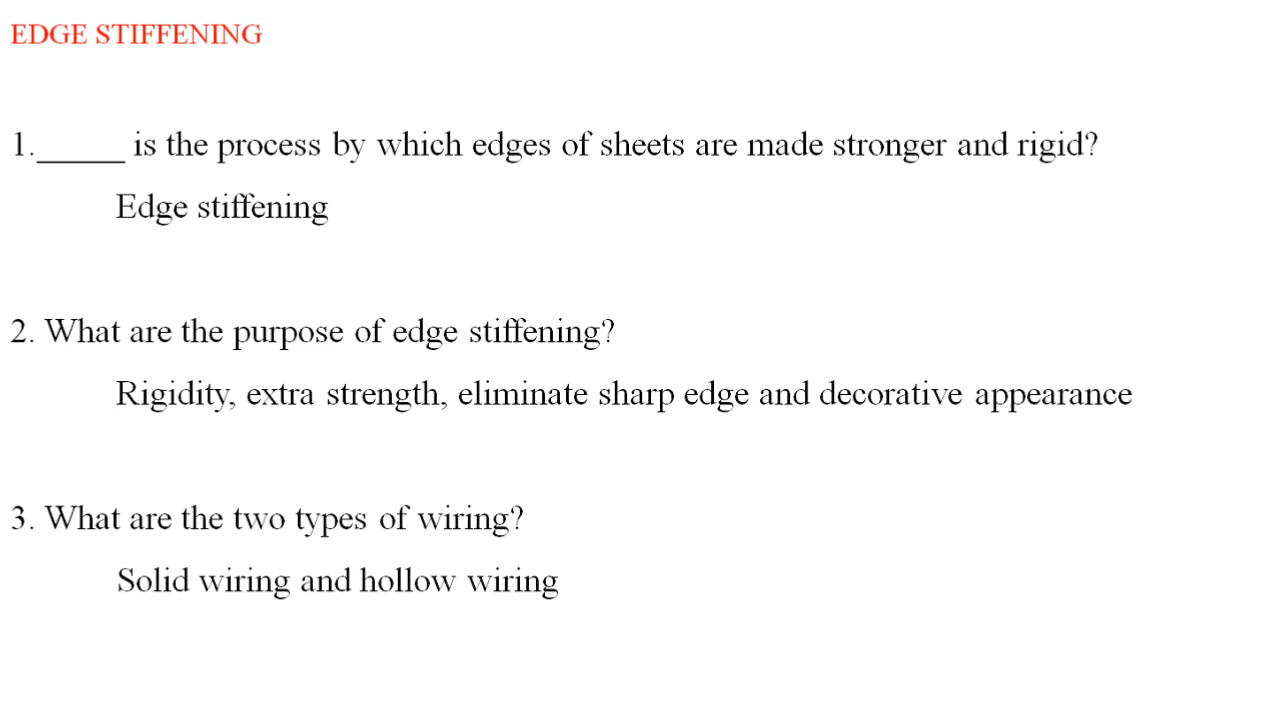 EDGE STIFFENING
1._____ is the process by which edges of sheets are made stronger and rigid?
Edge stiffening
2. What are the purpose of edge stiffening?
Rigidity, extra strength, eliminate sharp edge and decorative appearance
3. What are the two types of wiring?
Solid wiring and hollow wiring